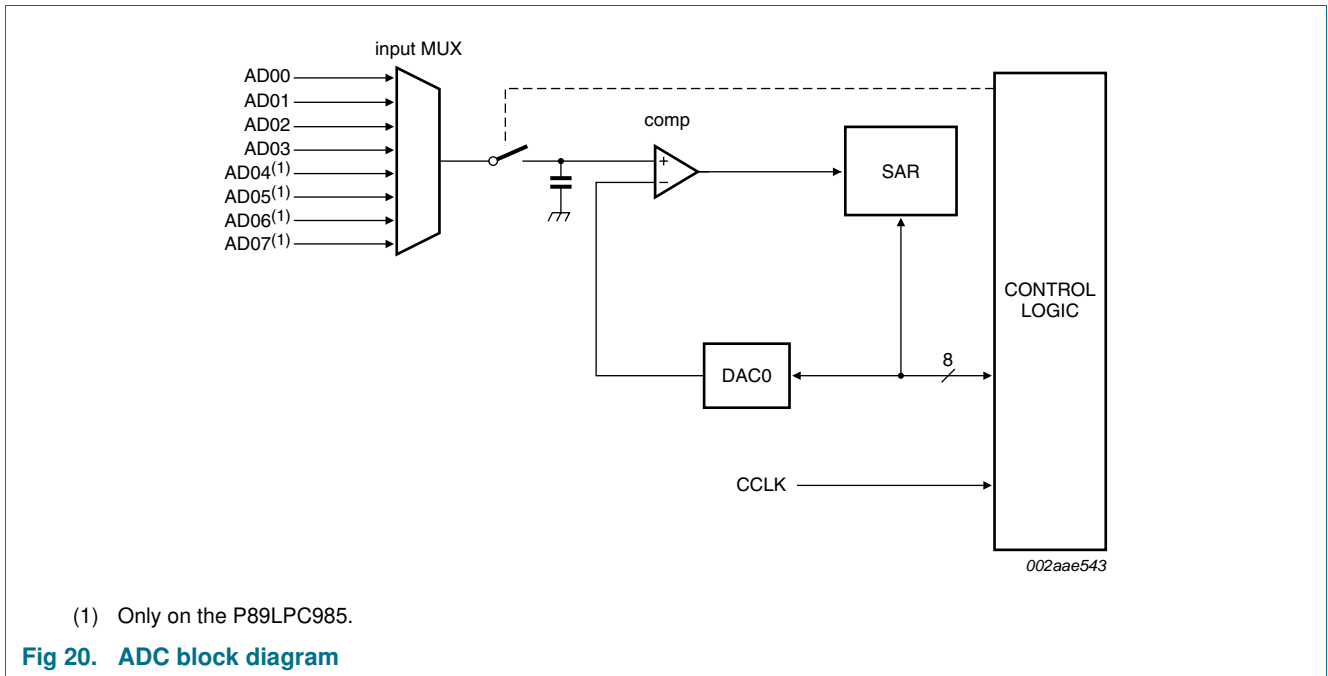 input MUX
AD00
AD01
AD02
AD03
AD04(1)
AD05(1)
AD06(1)
AD07(1)
comp
+
−
SAR
CONTROL
LOGIC
DAC0
8
CCLK
002aae543
(1) Only on the P89LPC985.
Fig 20. ADC block diagram